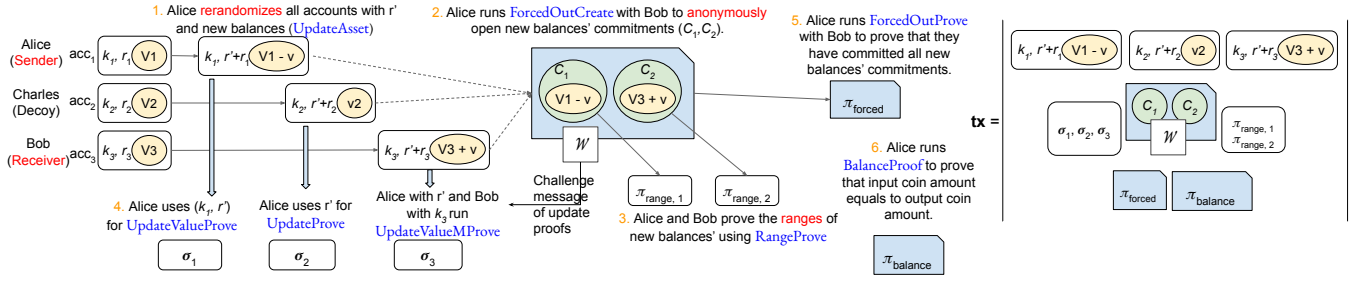 1. Alice rerandomizes all accounts with r'
and new balances (UpdateAsset)
Alice
(Sender)
acc1
k1, r1
V1
k1, r'+r1
V1 - v
Charles
(Decoy)
acc2
k2, r2
V2
k2, r'+r2
v2
Bob
(Receiver)
acc3
k3, r3
V3
k3, r'+r3
V3 + v
4. Alice uses (k1, r')
for UpdateValueProve
σ1
Alice uses r' for
UpdateProve
σ2
Alice with r' and Bob
with k3 run
UpdateValueMProve
σ3
2. Alice runs ForcedOutCreate with Bob to anonymously
open new balances' commitments (C1, C2).
C1
V1 - v
C2
V3 + v
W
Challenge
message
of update
proofs
πrange, 1
πrange, 2
3. Alice and Bob prove the ranges of
new balances' using RangeProve
5. Alice runs ForcedOutProve
with Bob to prove that they
have committed all new
balances' commitments.
πforced
6. Alice runs
BalanceProof to prove
that input coin amount
equals to output coin
amount.
πbalance
tx =
k1, r'+r1
V1 - v
k2, r'+r2
v2
k3, r'+r3
V3 + v
σ1, σ2, σ3
C1
C2
W
πrange, 1
πrange, 2
πforced
πbalance